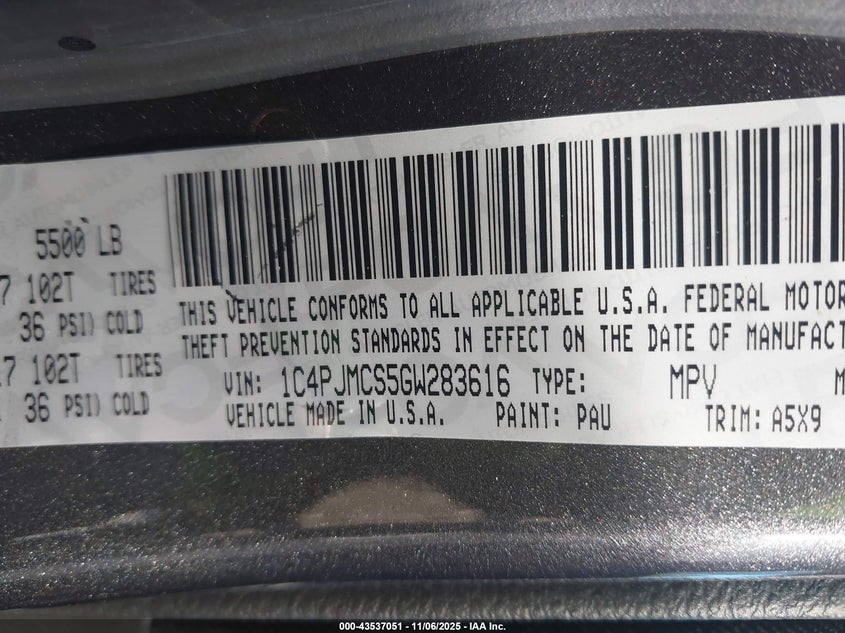 5500 LB
7 102T TIRES
36 PSI) COLD
7 102T TIRES
36 PSI) COLD
THIS VEHICLE CONFORMS TO ALL APPLICABLE U.S.A. FEDERAL MOTOR
THEFT PREVENTION STANDARDS IN EFFECT ON THE DATE OF MANUFACT
VIN: 1C4PJMCS5GW283616 TYPE: MPV M
VEHICLE MADE IN U.S.A. PAINT: PAU TRIM: A5X9
000-43537051 - 11/06/2025 - IAA Inc.